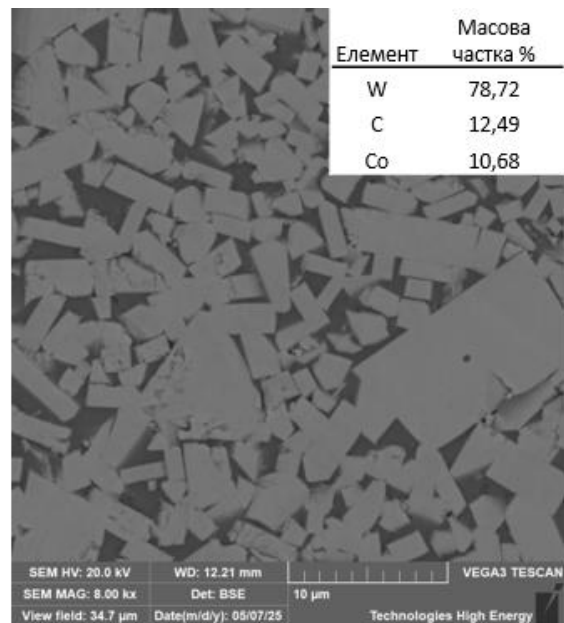 Масова
Елемент частка %
W 78,72
C 12,49
Co 10,68
SEM HV: 20.0 kV WD: 12.21 mm VEGA3 TESCAN
SEM MAG: 8.00 kx Det: BSE 10 µm
View field: 34.7 µm Date(m/d/y): 05/07/25 Technologies High Energy